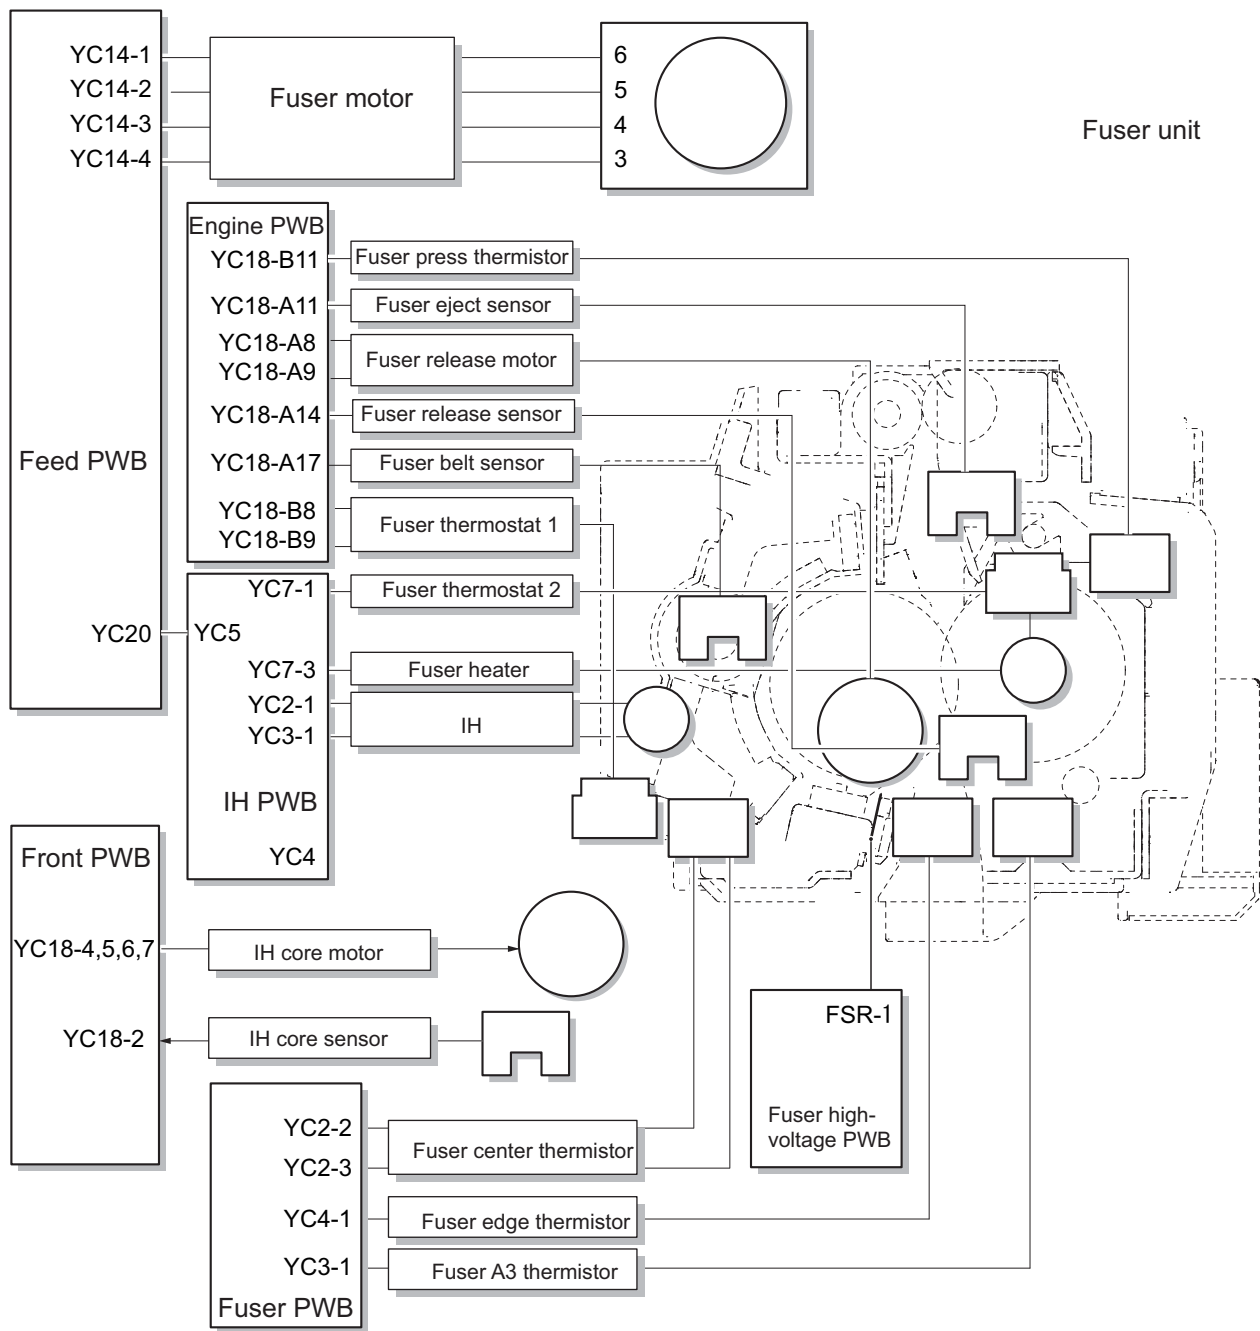 YC14-1
YC14-2
YC14-3
YC14-4
Fuser motor
6
5
4
3
Fuser unit
Feed PWB
YC20
Engine PWB
YC18-B11
Fuser press thermistor
YC18-A11
Fuser eject sensor
YC18-A8
YC18-A9
Fuser release motor
YC18-A14
Fuser release sensor
YC18-A17
Fuser belt sensor
YC18-B8
YC18-B9
Fuser thermostat 1
YC7-1
Fuser thermostat 2
YC5
YC7-3
Fuser heater
YC2-1
YC3-1
IH
IH PWB
YC4
Front PWB
YC18-4,5,6,7
IH core motor
YC18-2
IH core sensor
FSR-1
Fuser high-
voltage PWB
YC2-2
YC2-3
Fuser center thermistor
YC4-1
Fuser edge thermistor
YC3-1
Fuser A3 thermistor
Fuser PWB